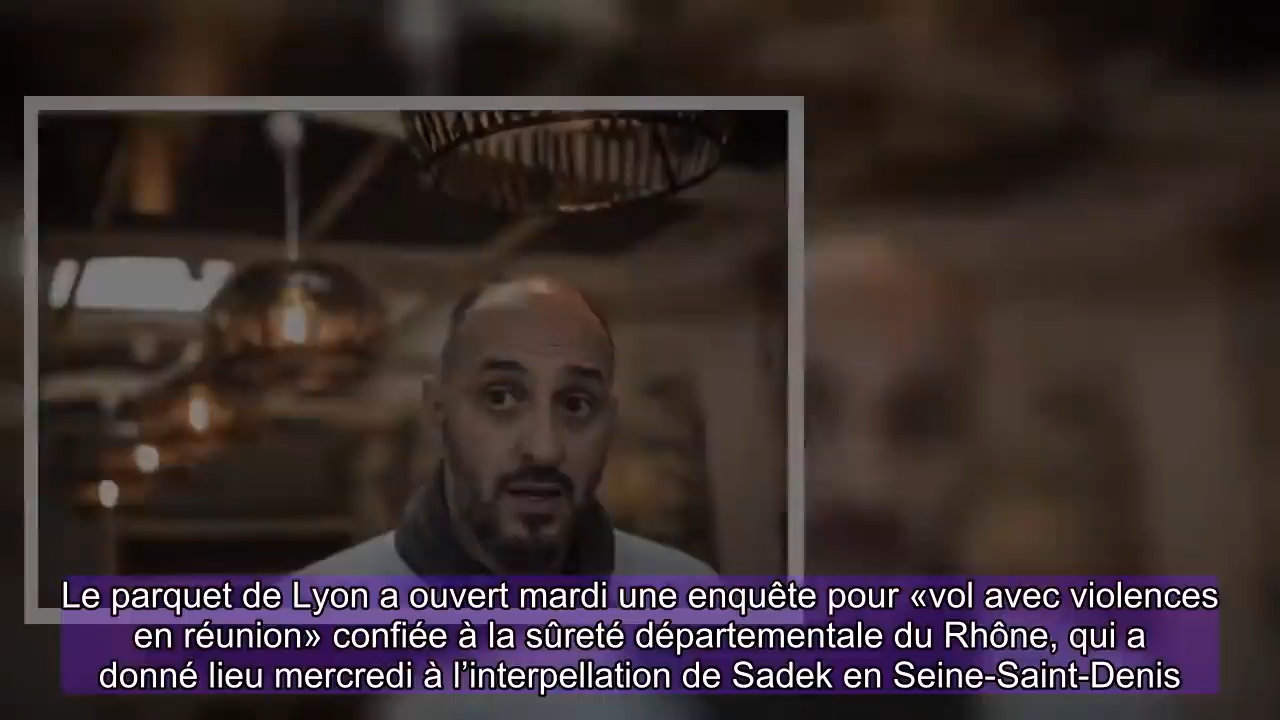 Le parquet de Lyon a ouvert mardi une enquête pour «vol avec violences
en réunion» confiée à la sûreté départementale du Rhône, qui a
donné lieu mercredi à l’interpellation de Sadek en Seine-Saint-Denis